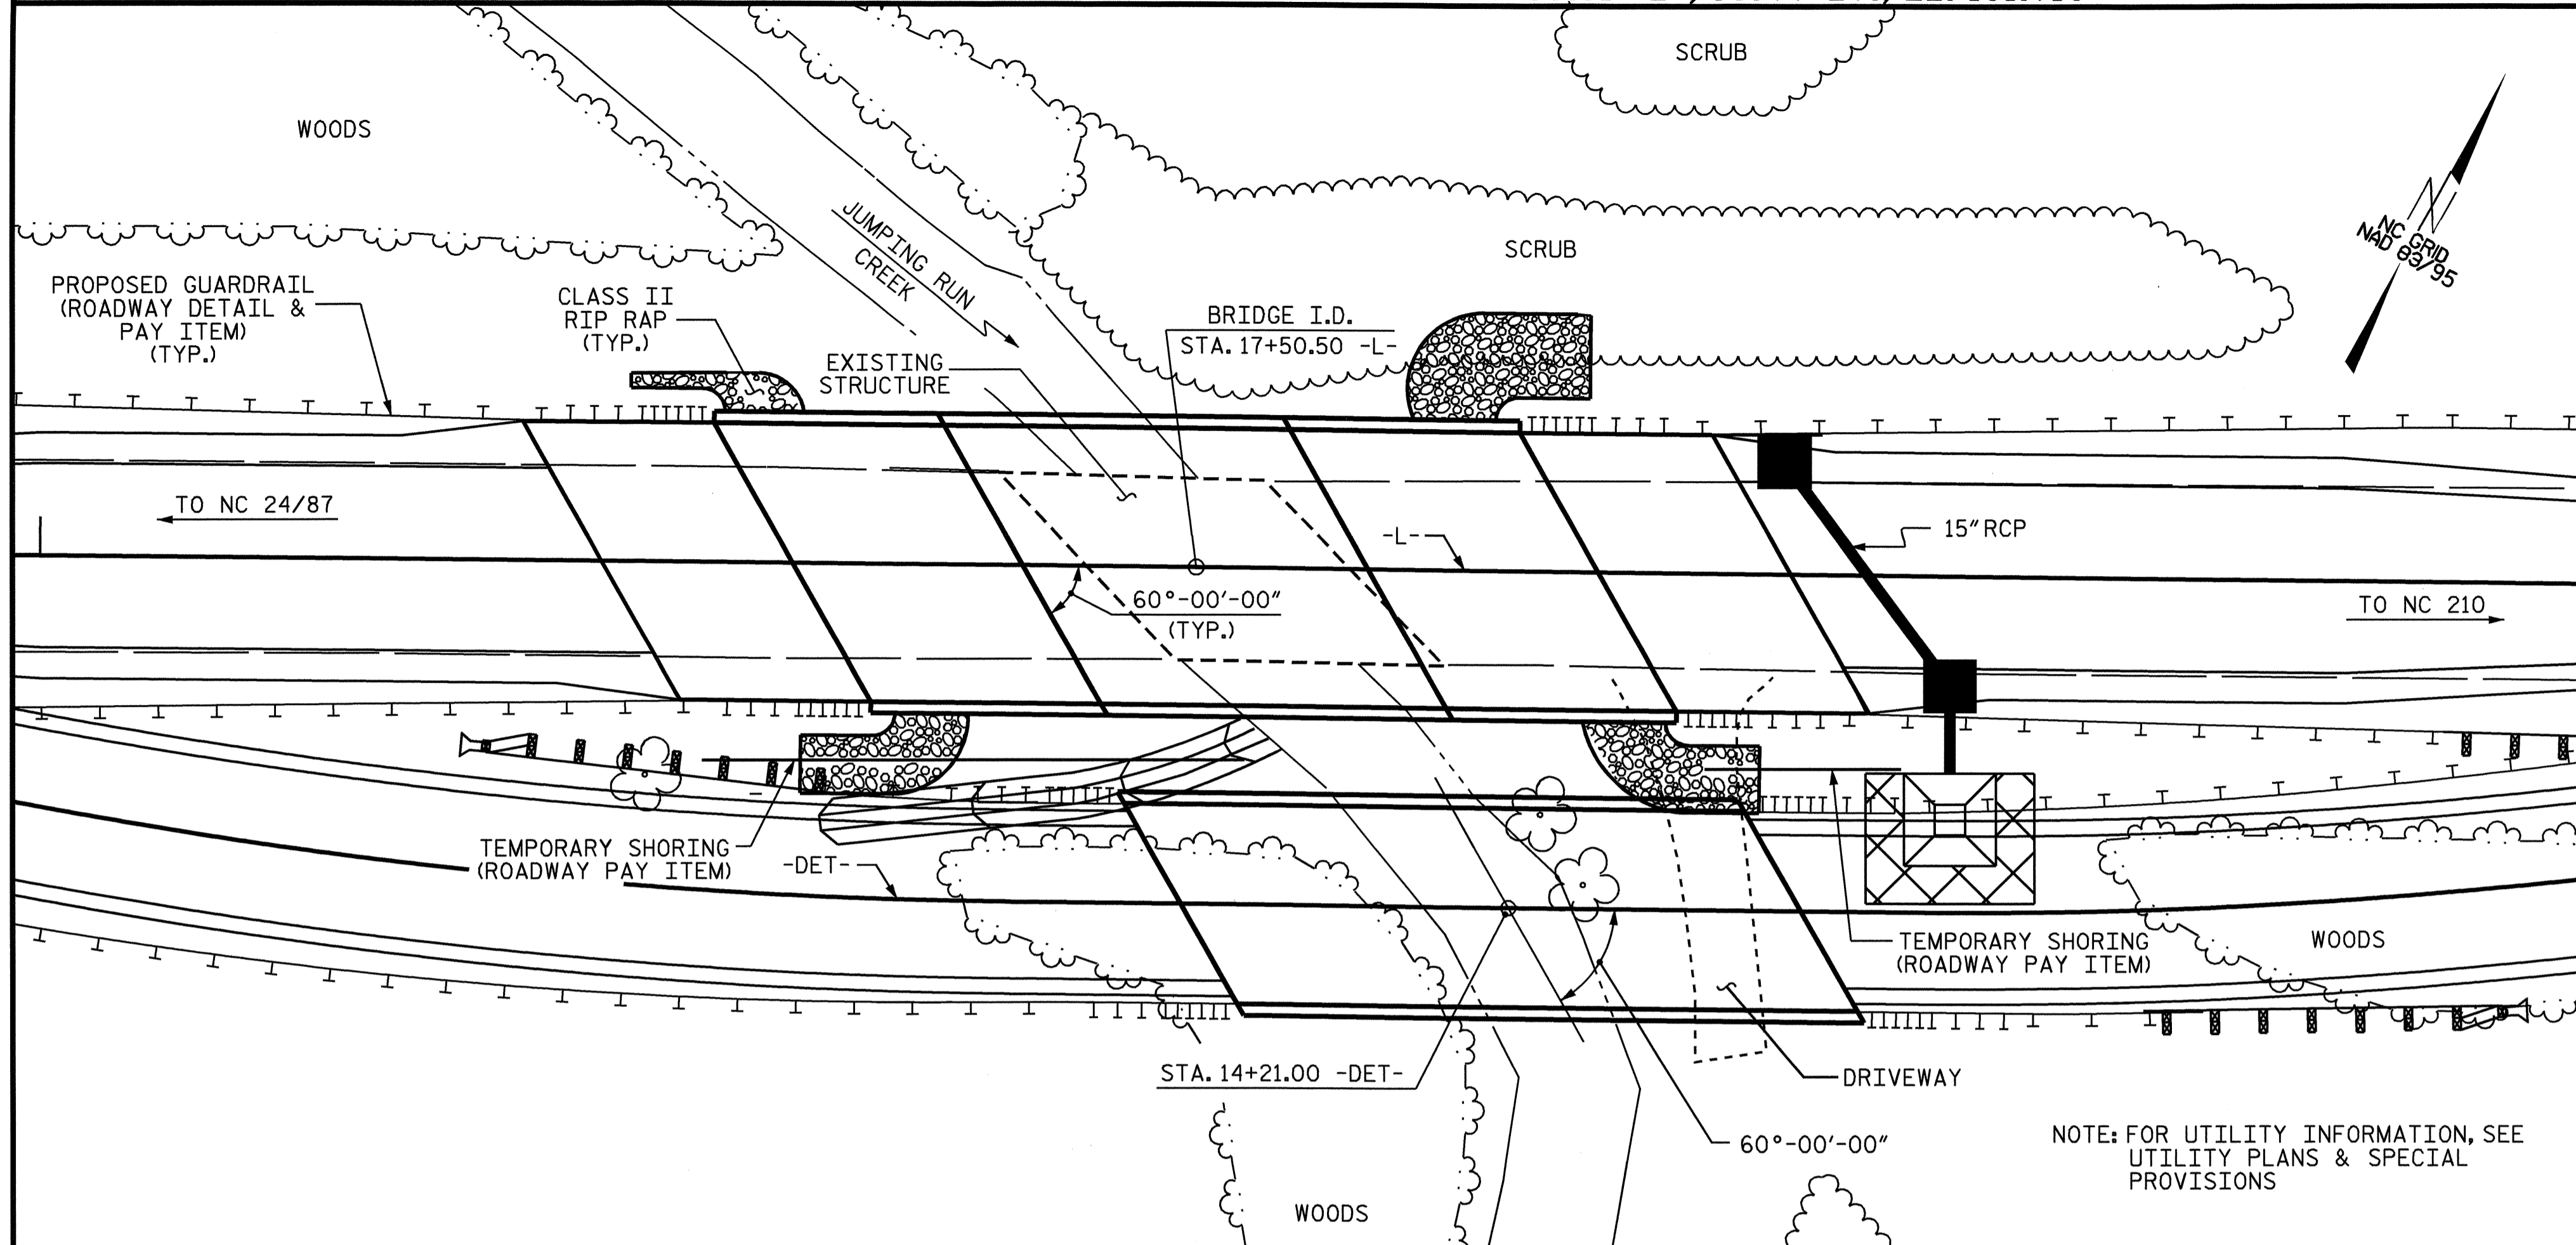 SCRUB
WOODS
NC GRID
NAD 83/95
JUMPING RUN
CREEK
SCRUB
PROPOSED GUARDRAIL
(ROADWAY DETAIL &
PAY ITEM)
(TYP.)
CLASS II
RIP RAP
(TYP.)
BRIDGE I.D.
STA. 17+50.50 -L-
EXISTING
STRUCTURE
TO NC 24/87
-L-
15" RCP
60°-00'-00"
(TYP.)
TO NC 210
TEMPORARY SHORING
(ROADWAY PAY ITEM)
-DET-
TEMPORARY SHORING
(ROADWAY PAY ITEM)
WOODS
STA. 14+21.00 -DET-
DRIVEWAY
60°-00'-00"
NOTE: FOR UTILITY INFORMATION, SEE
UTILITY PLANS & SPECIAL
PROVISIONS
WOODS